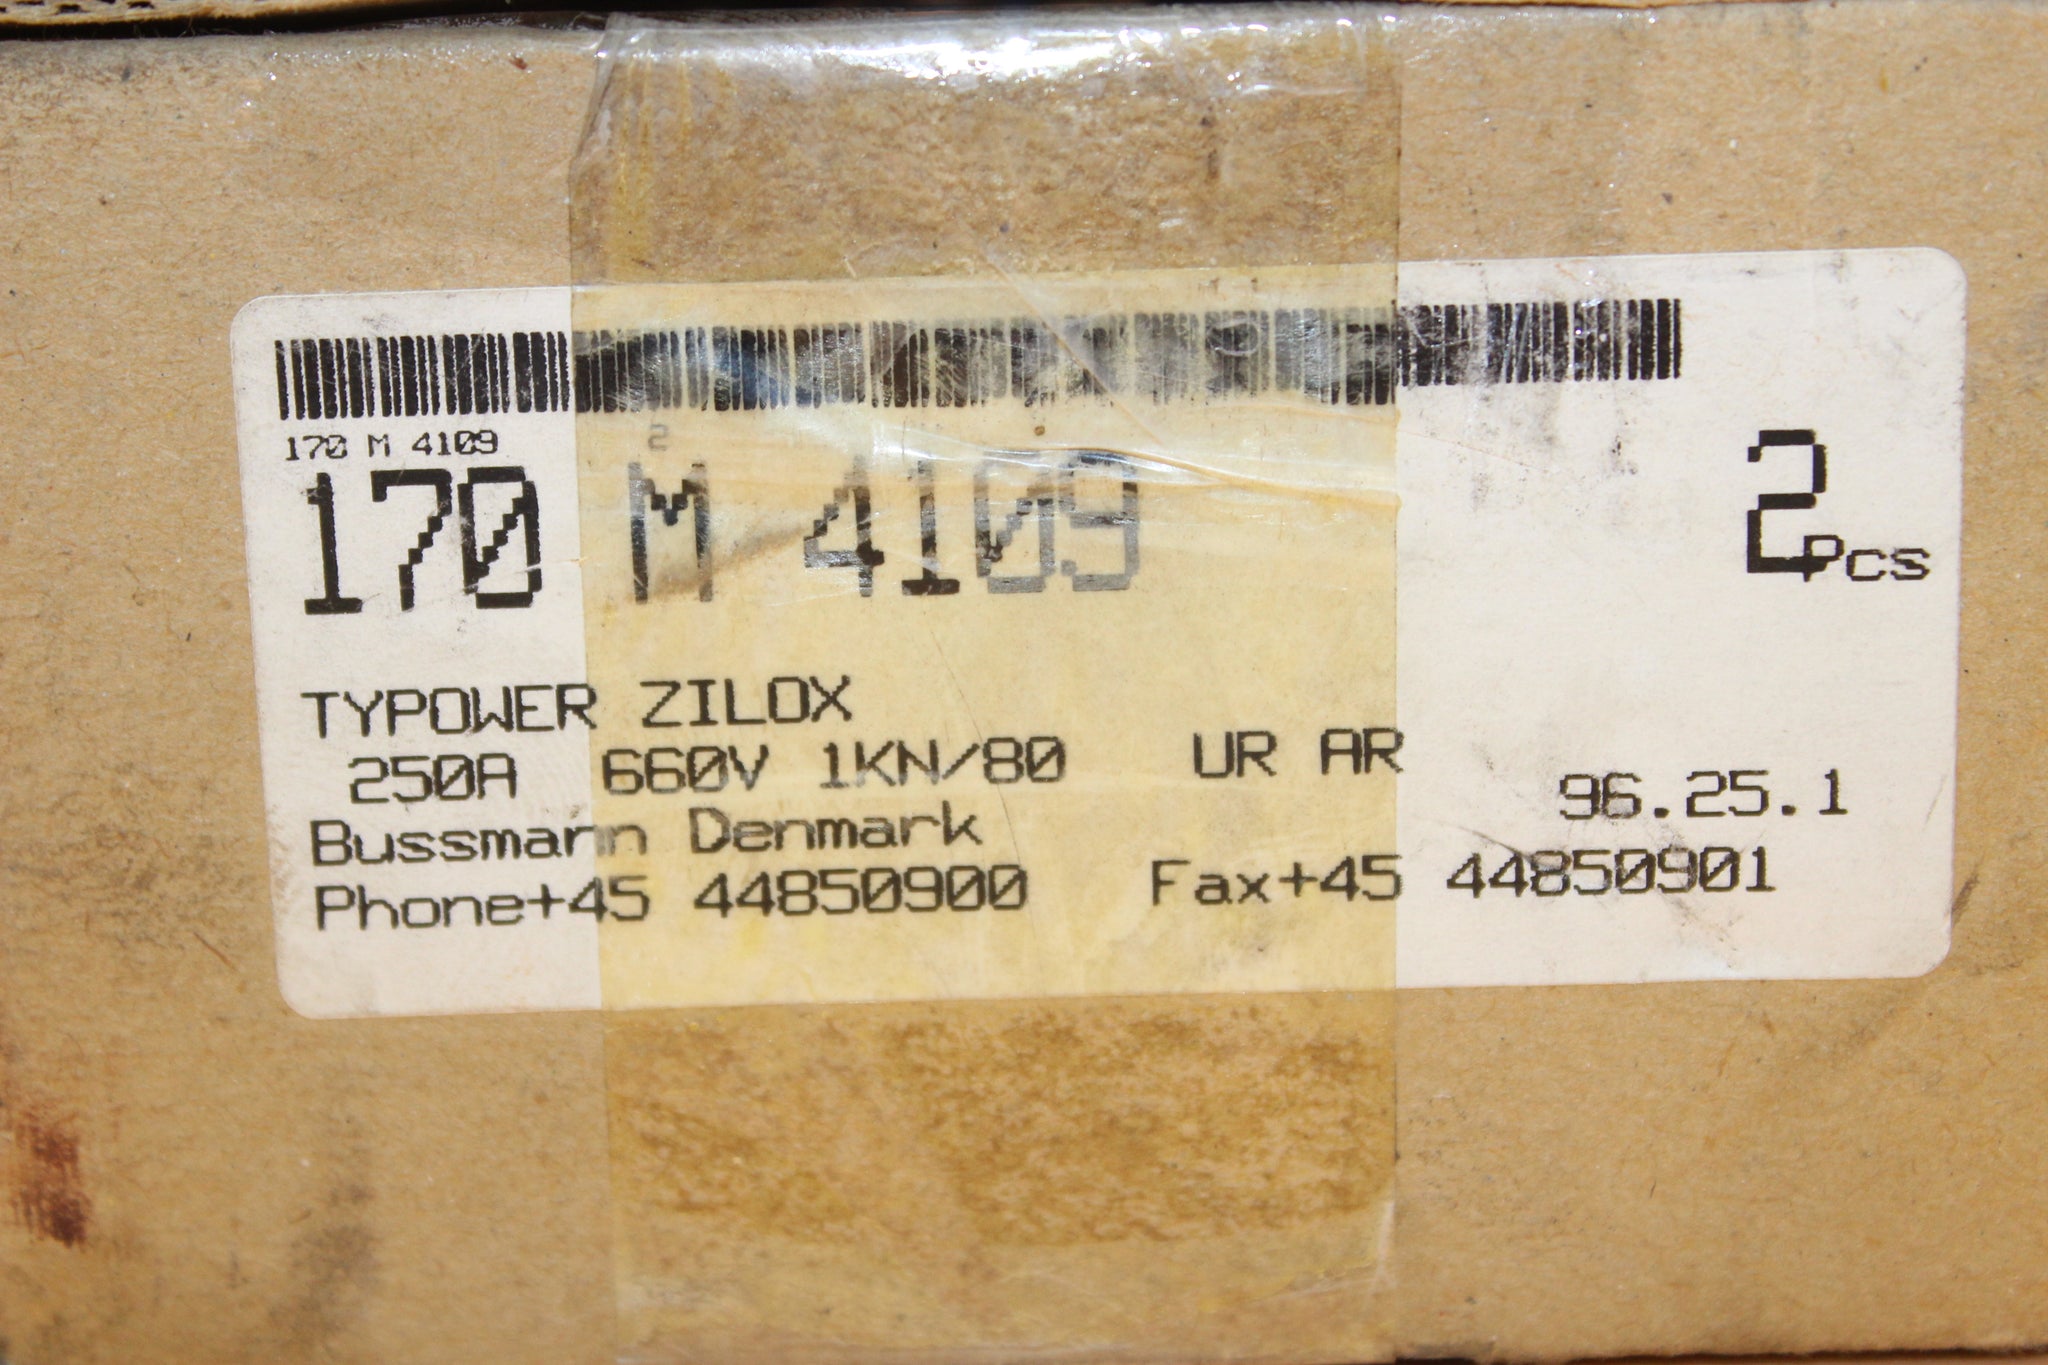 170 M 4109
170 M 4109 2 Pcs
TYPOWER ZILOX
250A 660V 1KN/80 UR AR
96.25.1
Bussmann Denmark
Phone+45 44850900 Fax+45 44850901